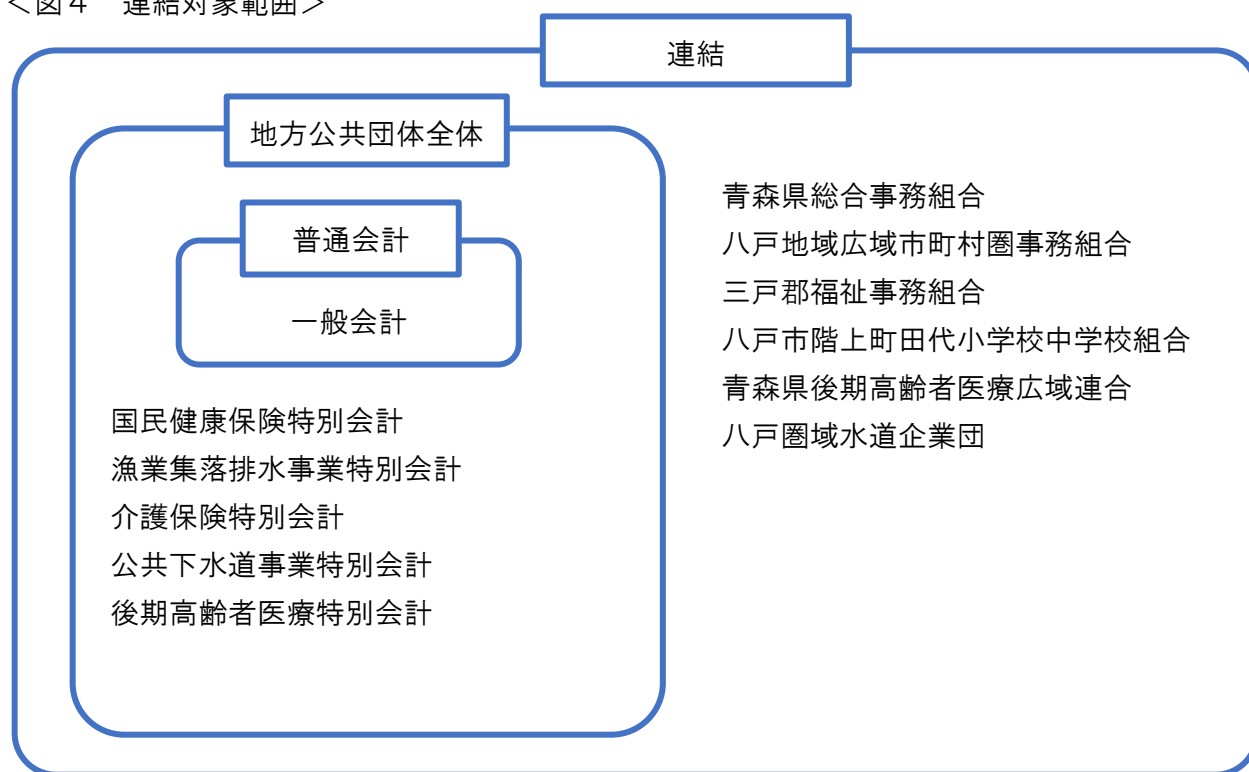 ＜図４　連結対象範囲＞
連結
地方公共団体全体
普通会計
一般会計
国民健康保険特別会計
漁業集落排水事業特別会計
介護保険特別会計
公共下水道事業特別会計
後期高齢者医療特別会計
青森県総合事務組合
八戸地域広域市町村圏事務組合
三戸郡福祉事務組合
八戸市階上町田代小学校中学校組合
青森県後期高齢者医療広域連合
八戸圏域水道企業団